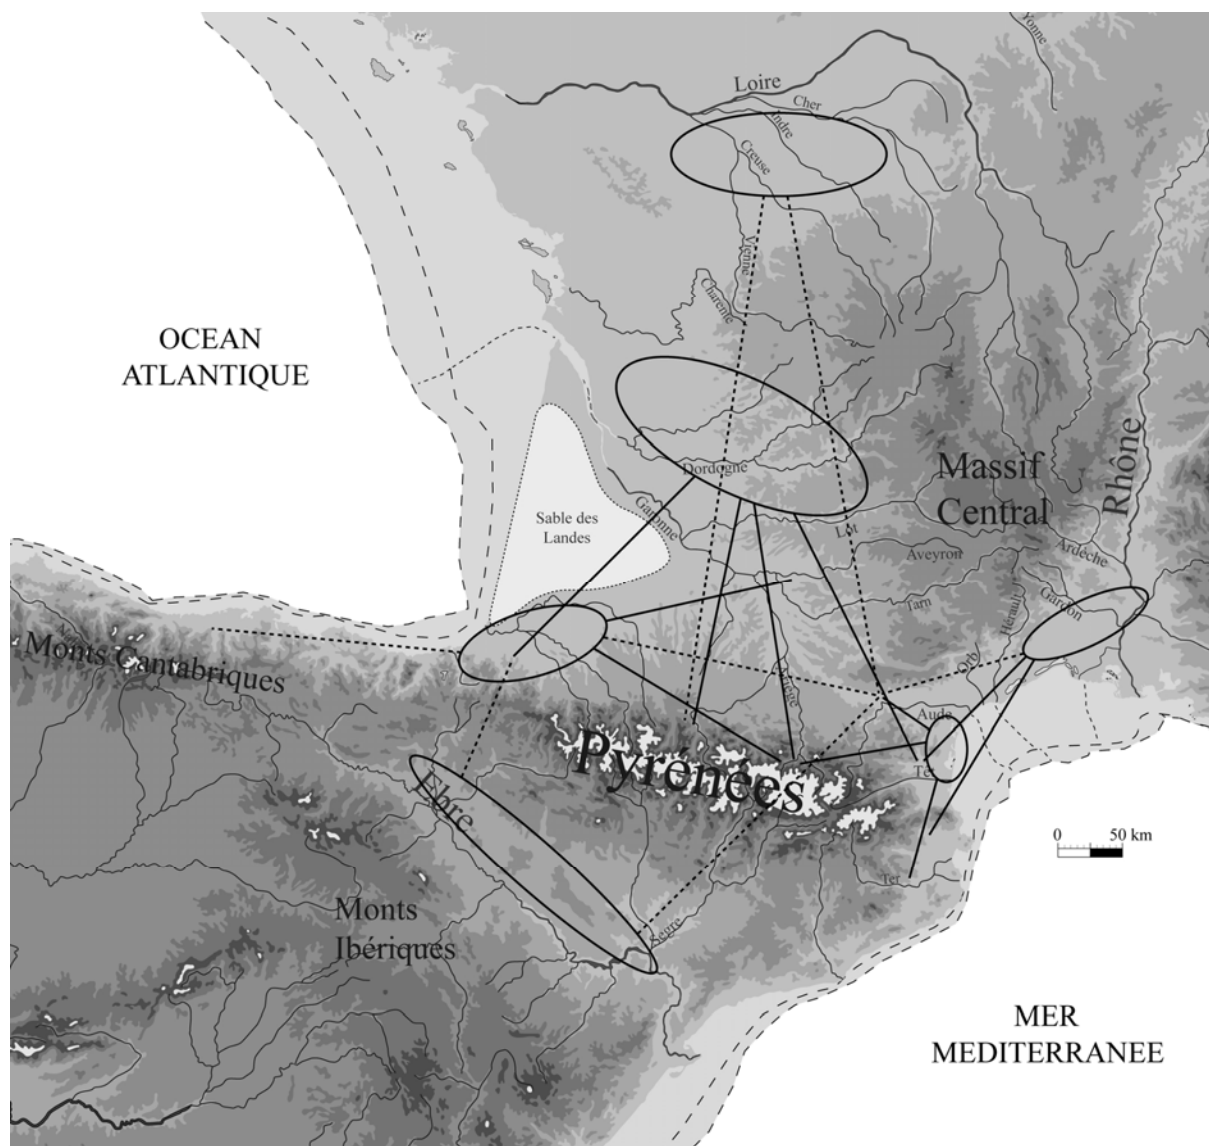 Yonne
Loire
Cher
Indre
Creuse
Vienne
Charente
OCEAN
ATLANTIQUE
Dordogne
Massif
Central
Rhône
Garonne
Sable des
Landes
Lot
Aveyron
Ardèche
Tarn
Hérault
Gardon
Orb
Monts Cantabriques
Ariège
Aude
Pyrénées
Tet
Ebre
0 50 km
Ter
Monts
Ibériques
Segre
MER
MEDITERRANEE